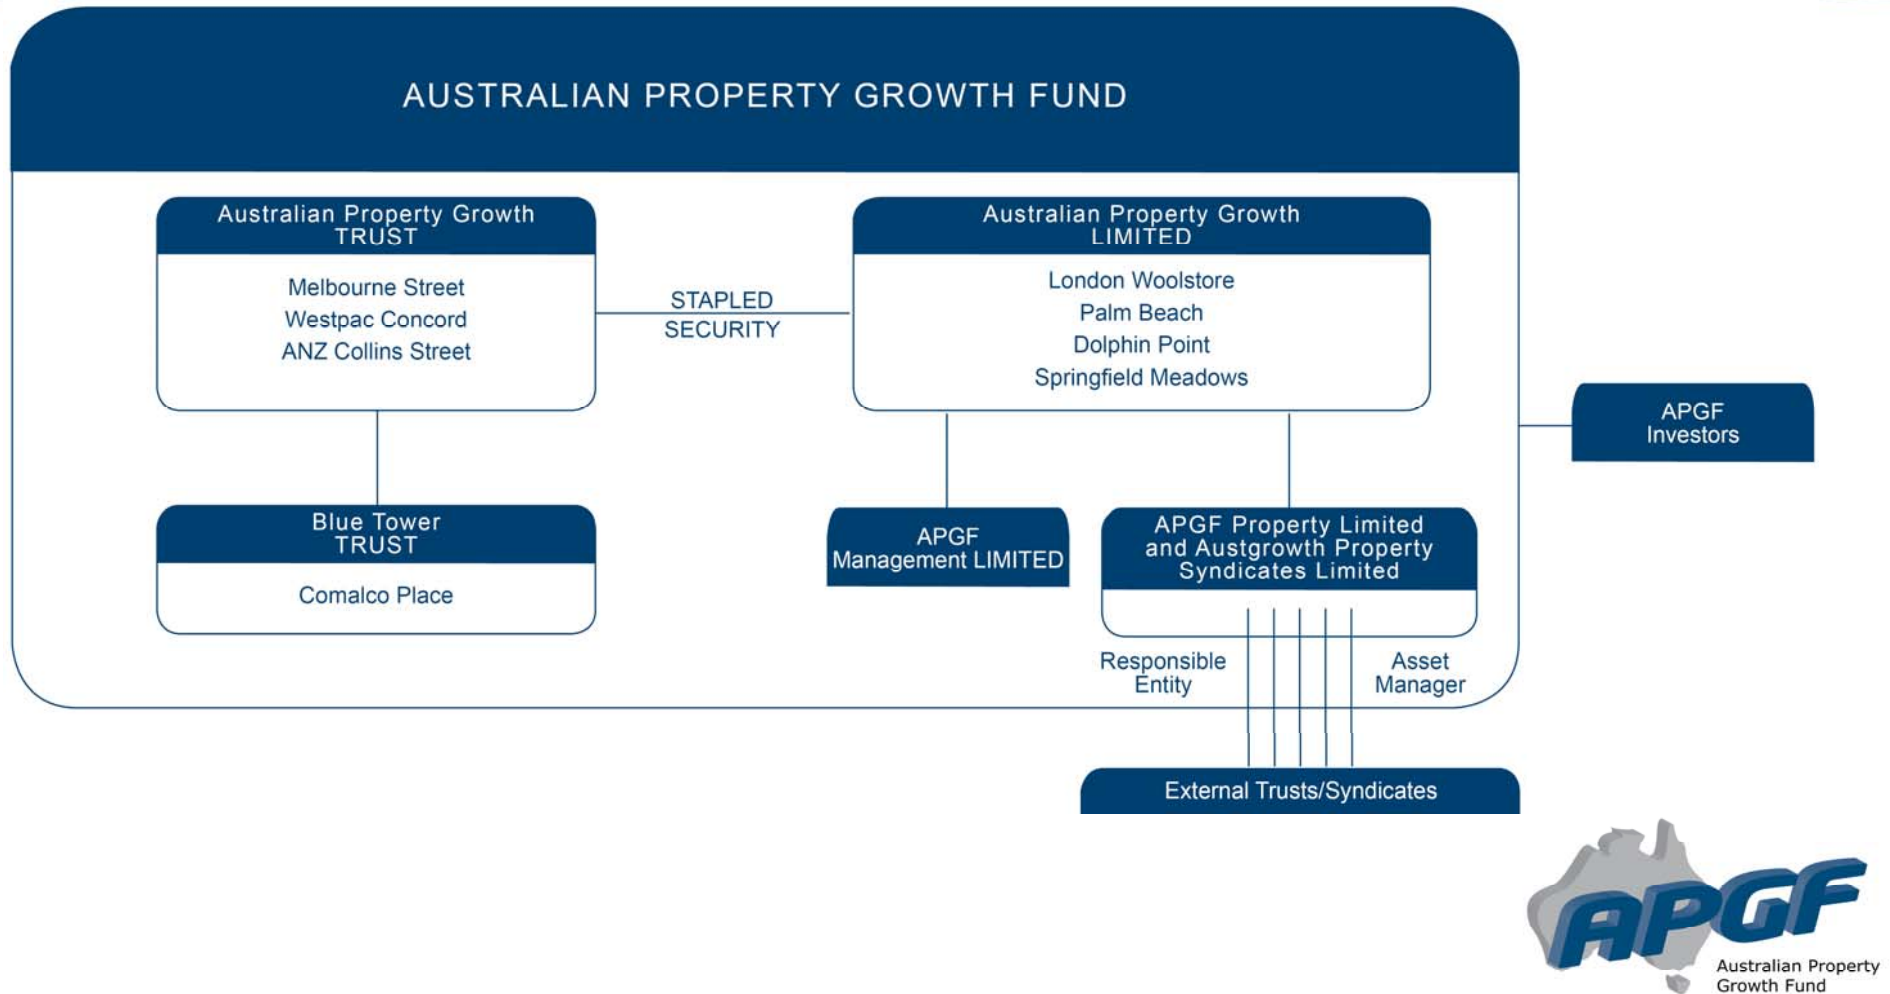 AUSTRALIAN PROPERTY GROWTH FUND
Australian Property Growth
TRUST
Melbourne Street
Westpac Concord
ANZ Collins Street
STAPLED
SECURITY
Australian Property Growth
LIMITED
London Woolstore
Palm Beach
Dolphin Point
Springfield Meadows
APGF
Investors
Blue Tower
TRUST
Comalco Place
APGF
Management LIMITED
APGF Property Limited
and Austgrowth Property
Syndicates Limited
Responsible
Entity
Asset
Manager
External Trusts/Syndicates
APGF
Australian Property
Growth Fund